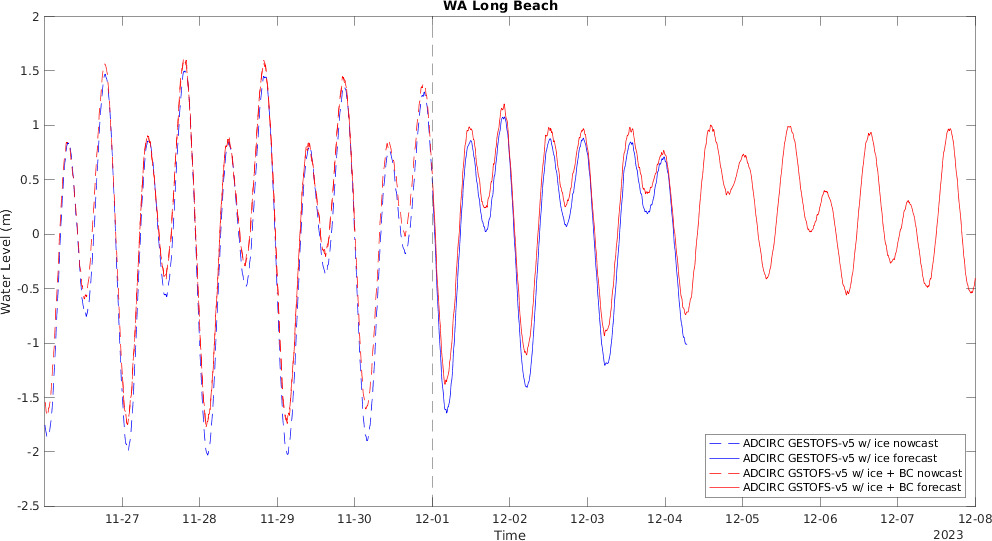 WA Long Beach
Water Level (m)
2
1.5
1
0.5
0
-0.5
-1
-1.5
-2
-2.5
ADCIRC GESTOFS-v5 w/ ice nowcast
ADCIRC GESTOFS-v5 w/ ice forecast
ADCIRC GSTOFS-v5 w/ ice + BC nowcast
ADCIRC GSTOFS-v5 w/ ice + BC forecast
11-27 11-28 11-29 11-30 12-01 12-02 12-03 12-04 12-05 12-06 12-07 12-08
Time
2023